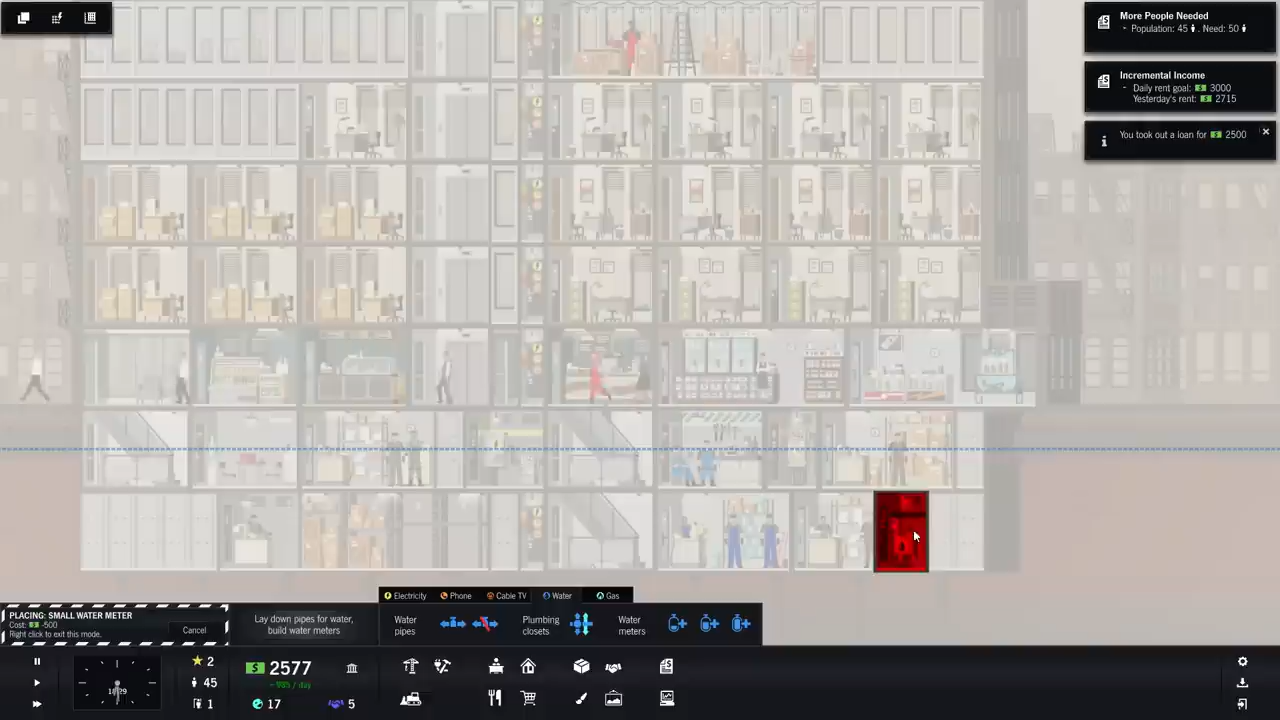 More People Needed
- Population: 45 . Need: 50
Incremental Income
- Daily rent goal: 3000
Yesterday's rent: 2715
You took out a loan for 2500
PLACING: SMALL WATER METER
Cost: -500
Right click to exit this mode.
Cancel
Lay down pipes for water,
build water meters
Electricity
Phone
Cable TV
Water
Gas
Water
pipes
Plumbing
closets
Water
meters
2
45
1
2577
/ day
17
5